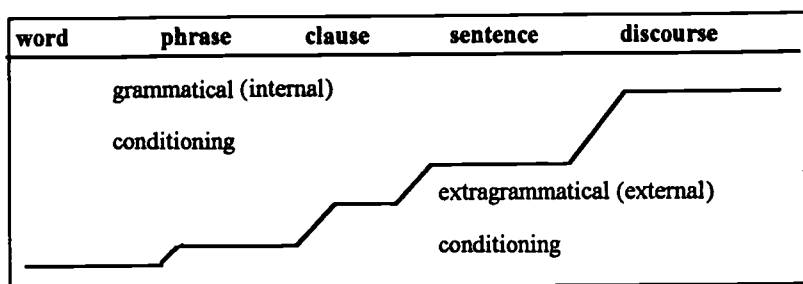 word phrase clause sentence discourse
grammatical (internal)
conditioning
extragrammatical (external)
conditioning